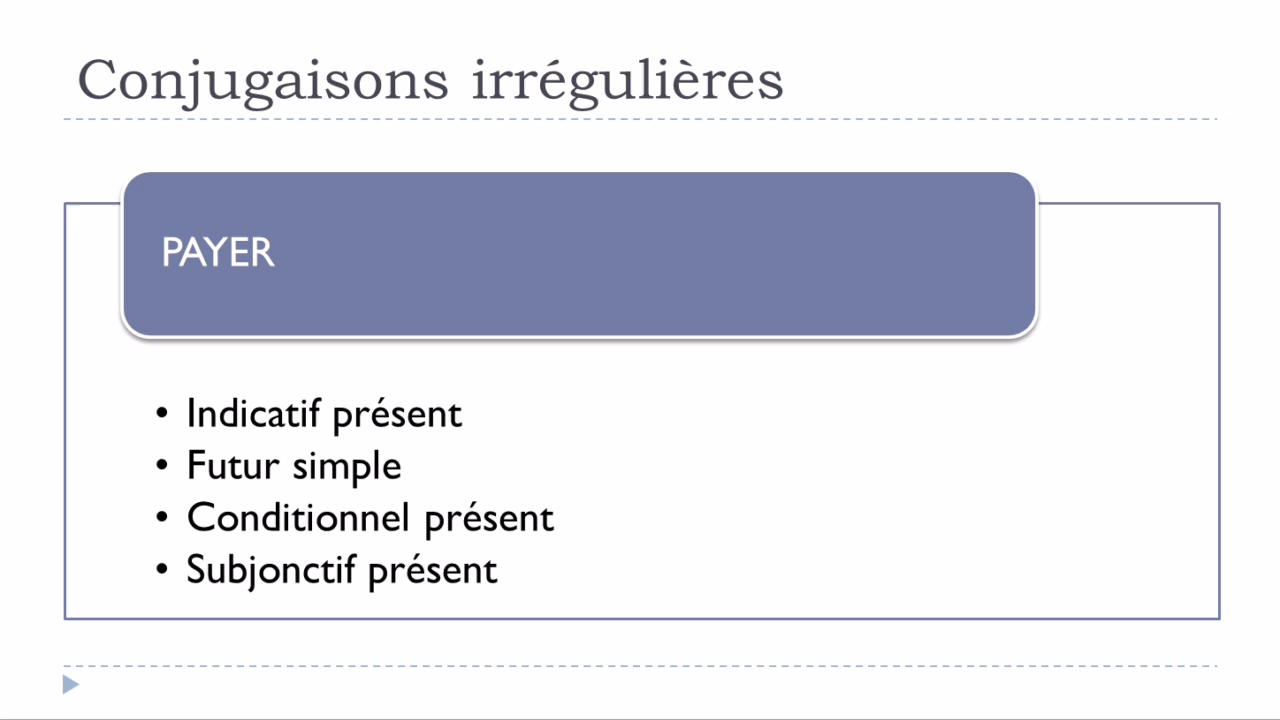 Conjugaisons irrégulières
PAYER
• Indicatif présent
• Futur simple
• Conditionnel présent
• Subjonctif présent